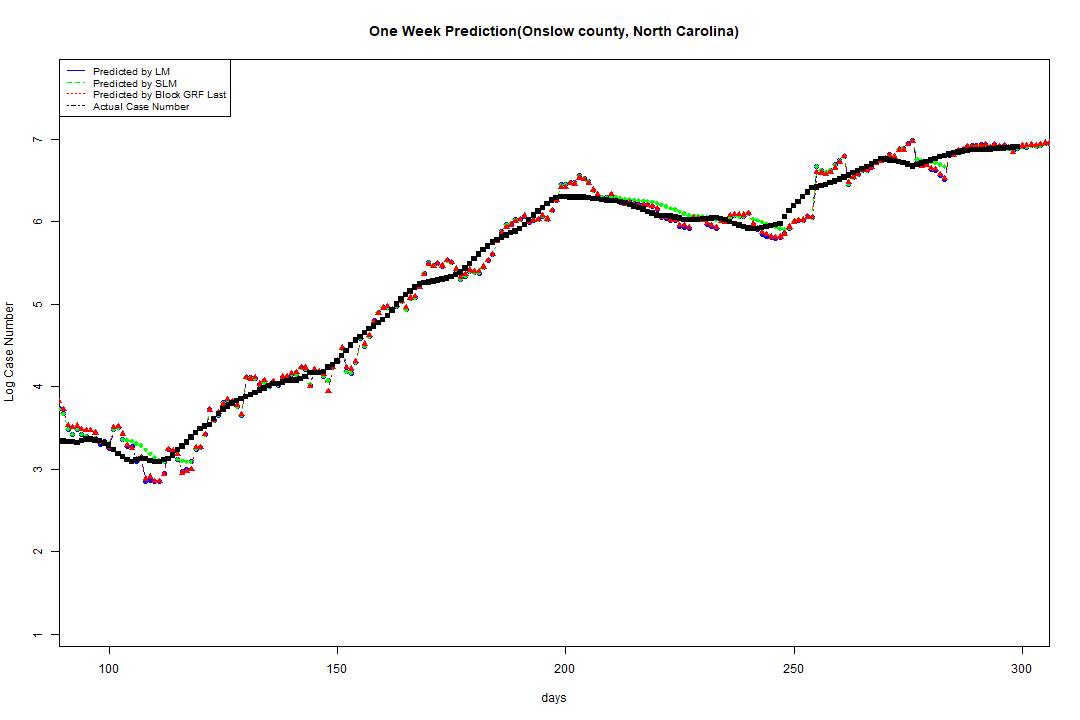 One Week Prediction(Onslow county, North Carolina)
Predicted by LM
Predicted by SLM
Predicted by Block GRF Last
Actual Case Number
7
6
5
4
3
2
1
Log Case Number
100 150 200 250 300
days